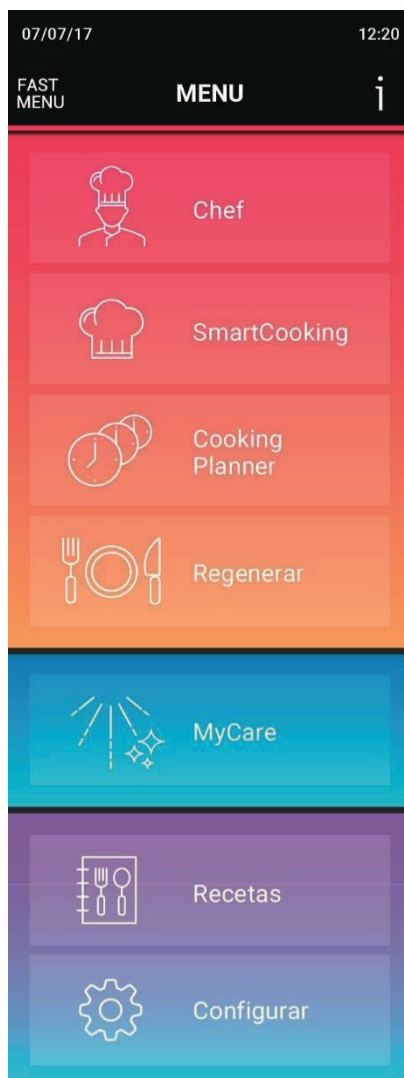 07/07/17 12:20
FAST
MENU
MENU
i
Chef
SmartCooking
Cooking
Planner
Regenerar
MyCare
Recetas
Configurar